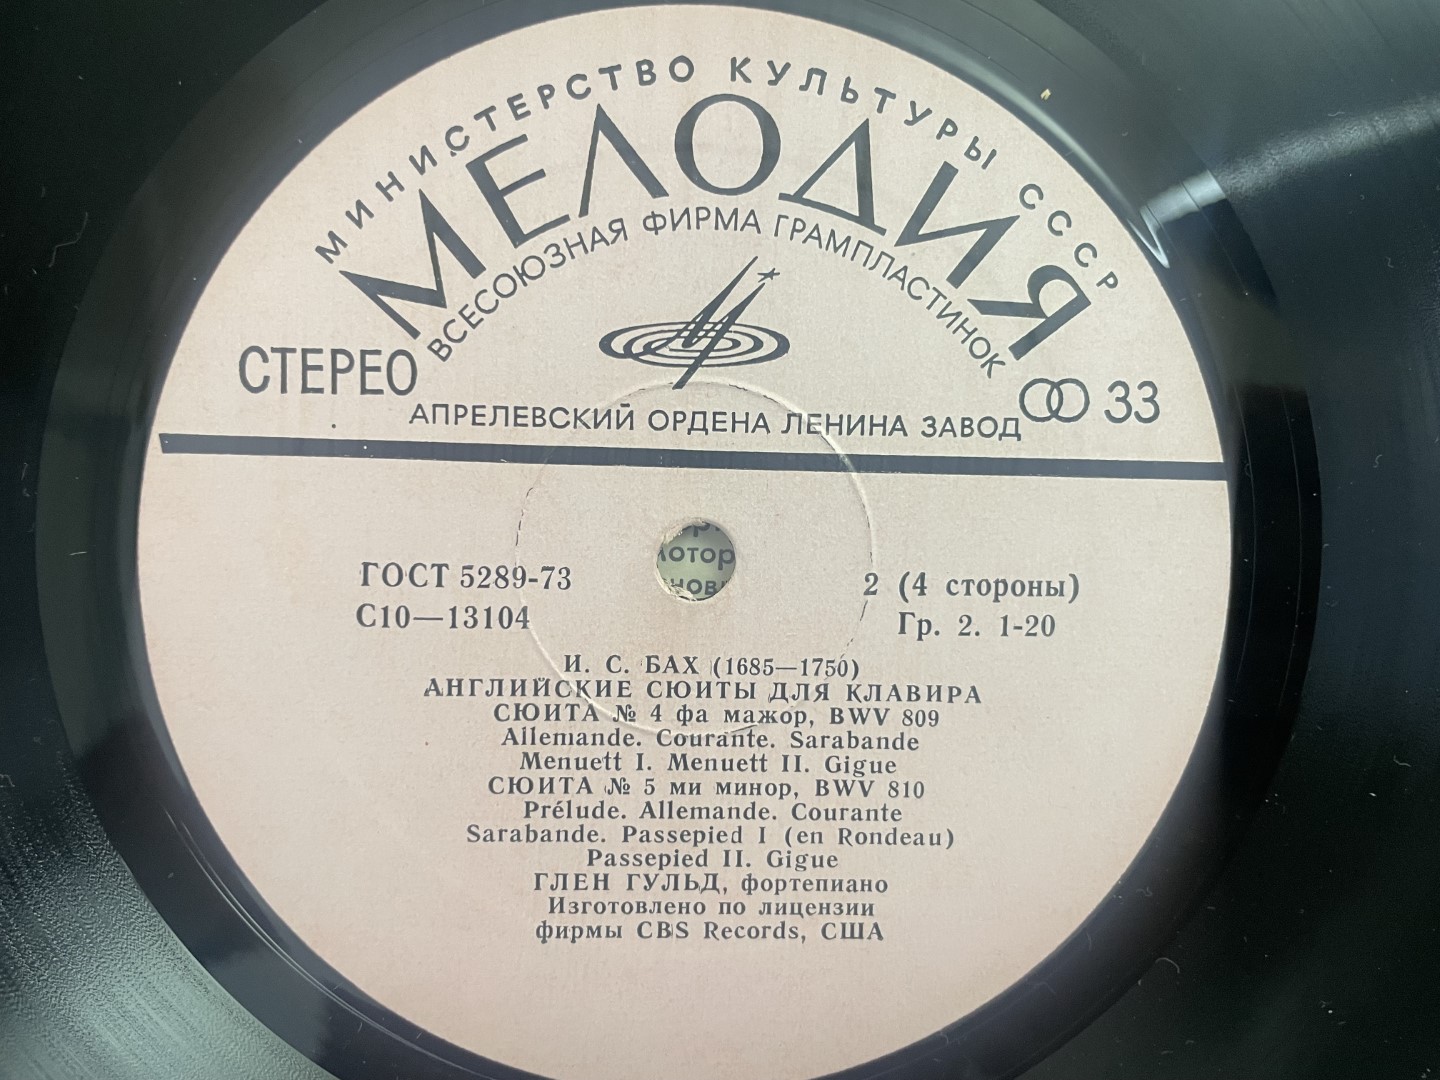 МИНИСТЕРСТВО КУЛЬТУРЫ СССР
МЕЛОДИЯ
ВСЕСОЮЗНАЯ ФИРМА ГРАМПЛАСТИНОК
СТЕРЕО
33
АПРЕЛЕВСКИЙ ОРДЕНА ЛЕНИНА ЗАВОД
ГОСТ 5289-73
2 (4 стороны)
С10—13104
Гр. 2. 1-20
И. С. БАХ (1685—1750)
АНГЛИЙСКИЕ СЮИТЫ ДЛЯ КЛАВИРА
СЮИТА № 4 фа мажор, BWV 809
Allemande. Courante. Sarabande
Menuett I. Menuett II. Gigue
СЮИТА № 5 ми минор, BWV 810
Prélude. Allemande. Courante
Sarabande. Passepied I (en Rondeau)
Passepied II. Gigue
ГЛЕН ГУЛЬД, фортепиано
Изготовлено по лицензии
фирмы CBS Records, США